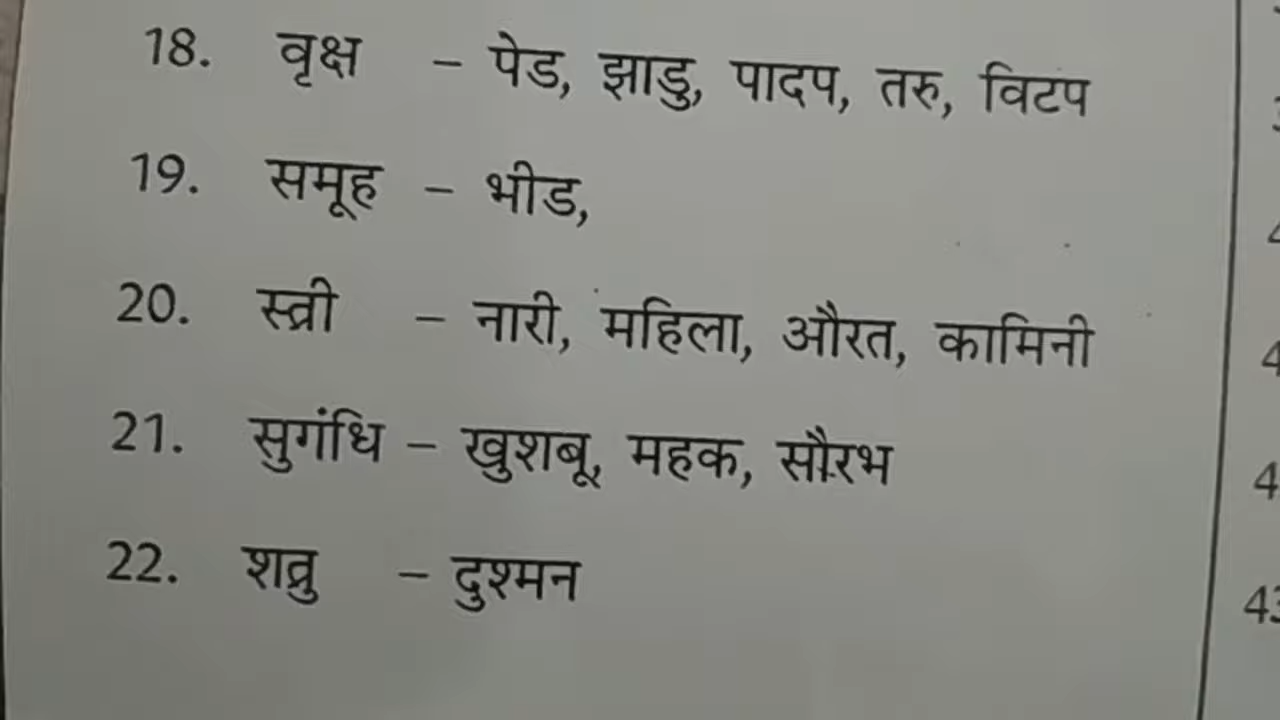 18. वृक्ष – पेड, झाडु, पादप, तरु, विटप
19. समूह – भीड,
20. स्त्री – नारी, महिला, औरत, कामिनी
21. सुगंधि – खुशबू, महक, सौरभ
22. शत्रु – दुश्मन